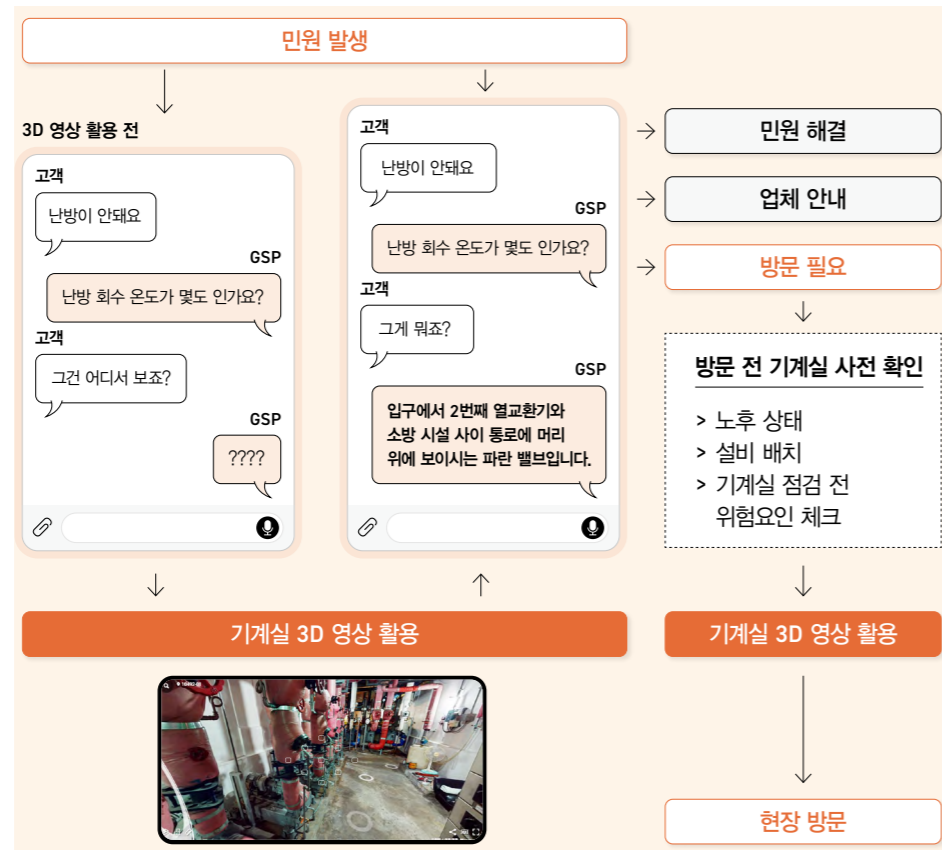 민원 발생
3D 영상 활용 전
고객
난방이 안돼요
GSP
난방 회수 온도가 몇도 인가요?
고객
그건 어디서 보죠?
GSP
????
고객
난방이 안돼요
GSP
난방 회수 온도가 몇도 인가요?
고객
그게 뭐죠?
GSP
입구에서 2번째 열교환기와
소방 시설 사이 통로에 머리
위에 보이시는 파란 밸브입니다.
민원 해결
업체 안내
방문 필요
방문 전 기계실 사전 확인
> 노후 상태
> 설비 배치
> 기계실 점검 전
위험요인 체크
기계실 3D 영상 활용
기계실 3D 영상 활용
현장 방문